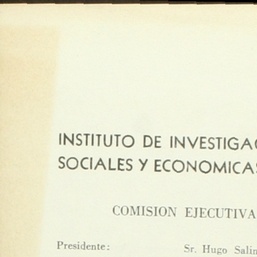 INSTITUTO DE INVESTIGAC
SOCIALES Y ECONOMICAS
COMISION EJECUTIVA
Presidente: Sr. Hugo Salin